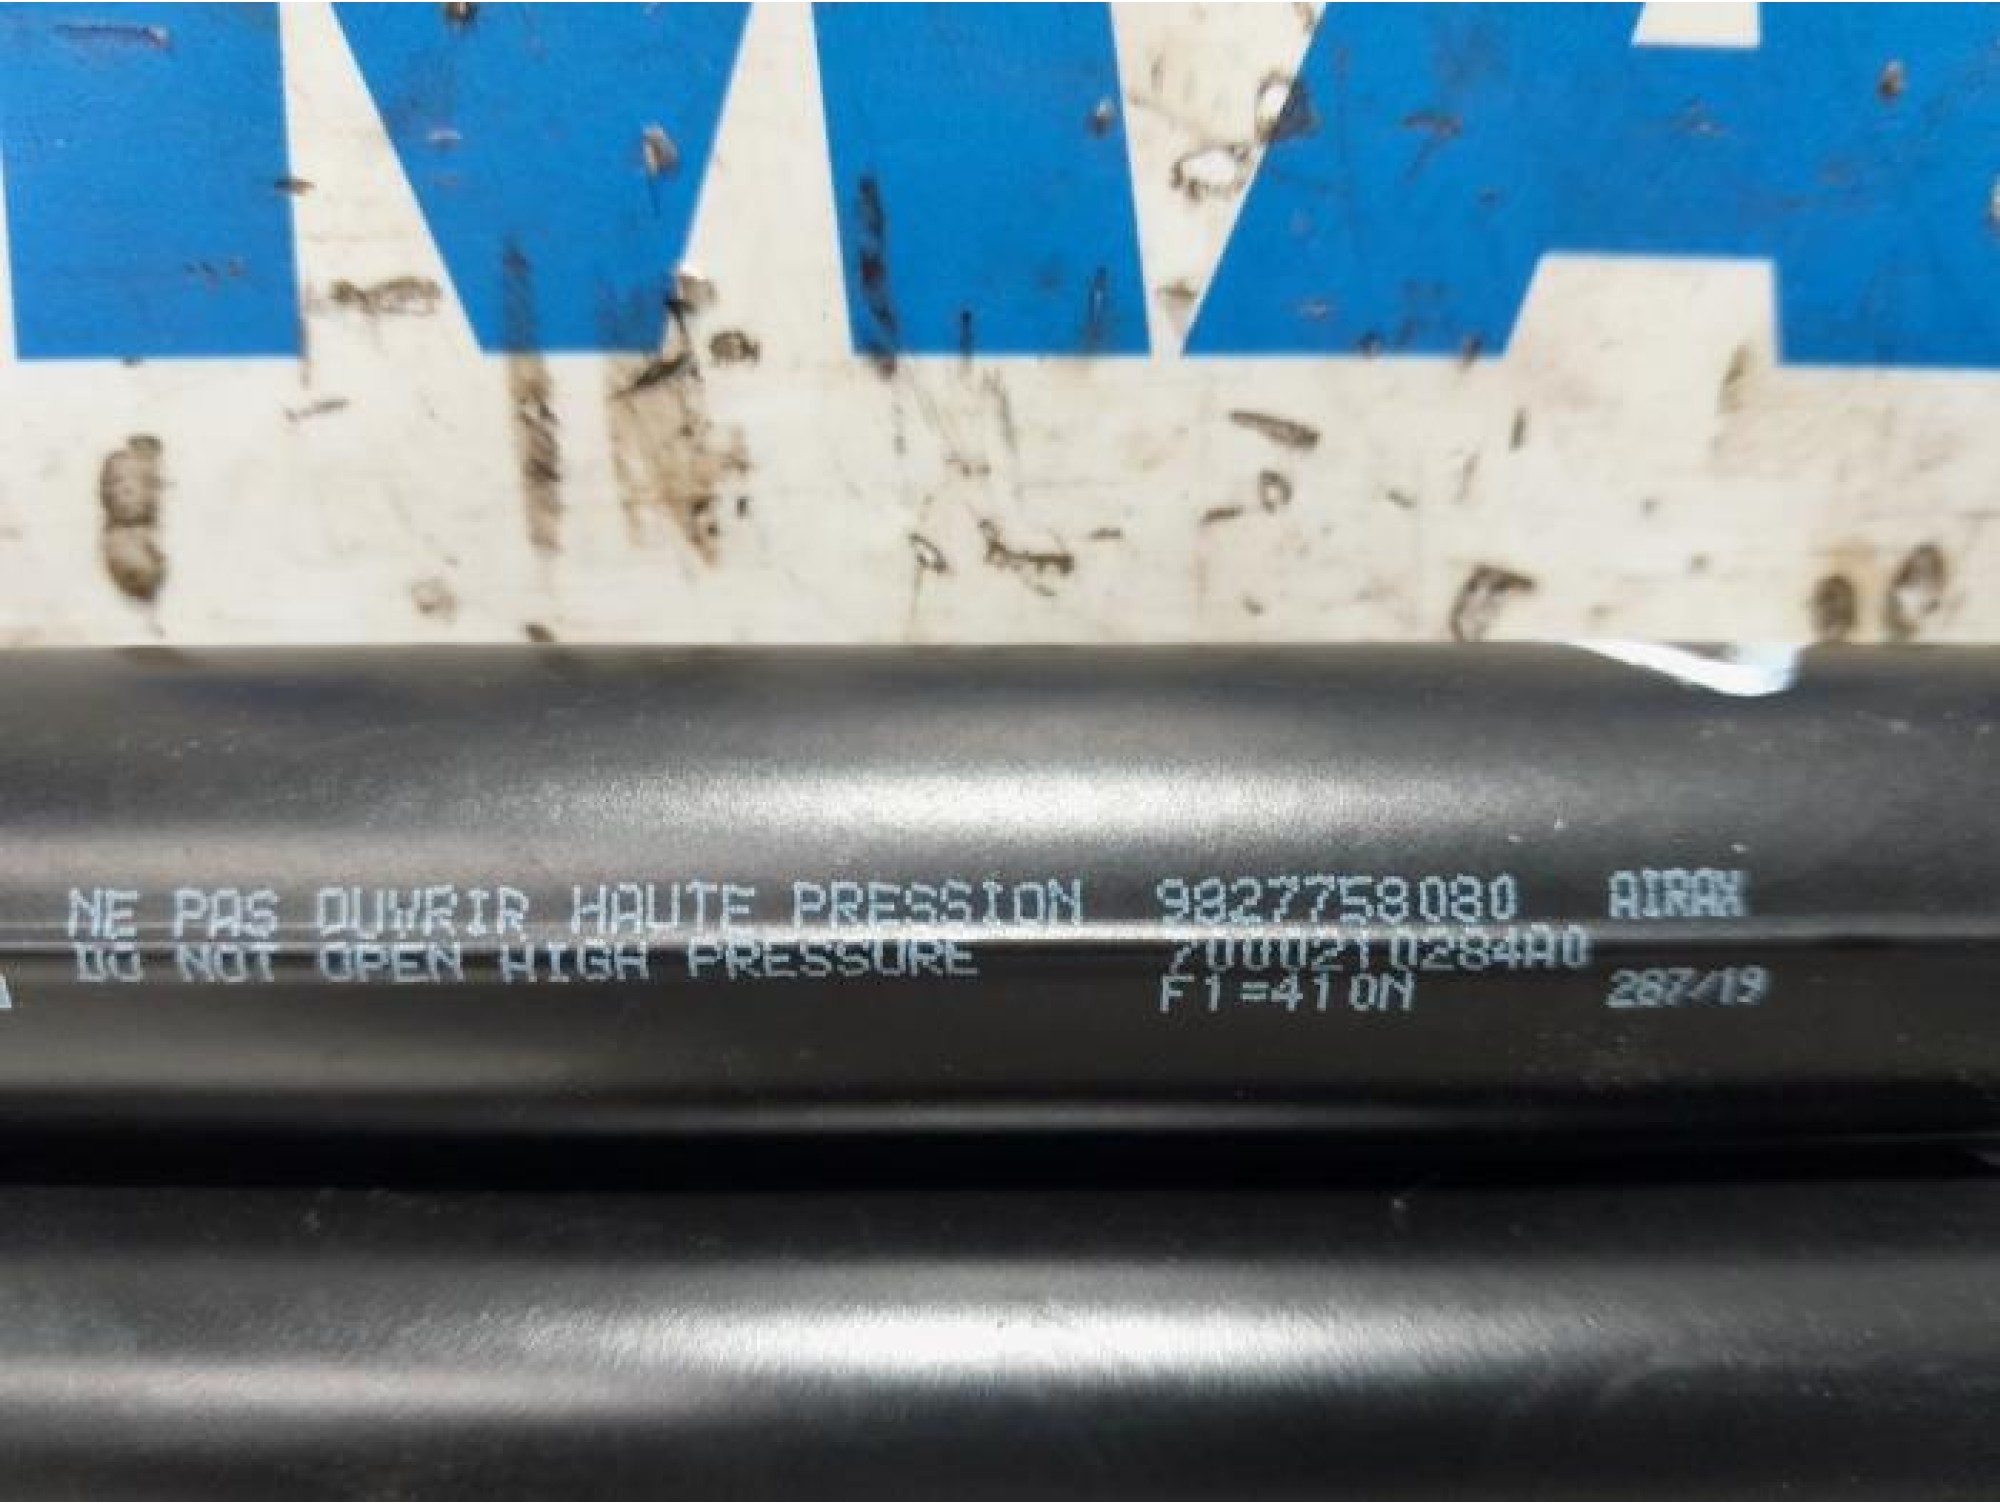 NE PAS OUVRIR HAUTE PRESSION 9827758080 AIRAX
DO NOT OPEN HIGH PRESSURE 7000210284A0
F1=410N 287/19